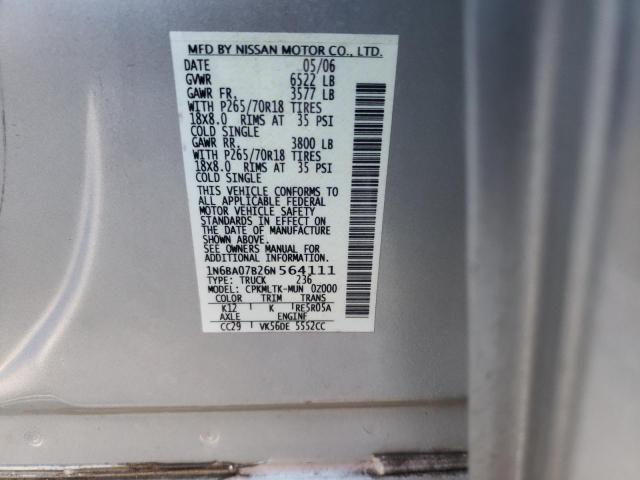 MFD BY NISSAN MOTOR CO., LTD.
DATE 05/06
GVWR 6522 LB
GAWR FR. 3577 LB
WITH P265/70R18 TIRES
18X8.0 RIMS AT 35 PSI
COLD SINGLE
GAWR RR. 3800 LB
WITH P265/70R18 TIRES
18X8.0 RIMS AT 35 PSI
COLD SINGLE
THIS VEHICLE CONFORMS TO
ALL APPLICABLE FEDERAL
MOTOR VEHICLE SAFETY
STANDARDS IN EFFECT ON
THE DATE OF MANUFACTURE
SEE OWNERS MANUAL FOR
ADDITIONAL INFORMATION.
1N6BA07B26N564111
TYPE: TRUCK 236
MODEL: CPKMLTK-MUN 02000
COLOR TRIM TRANS
K12 K RE5R05A
AXLE ENGINE
CC29 VK56DE 5552CC